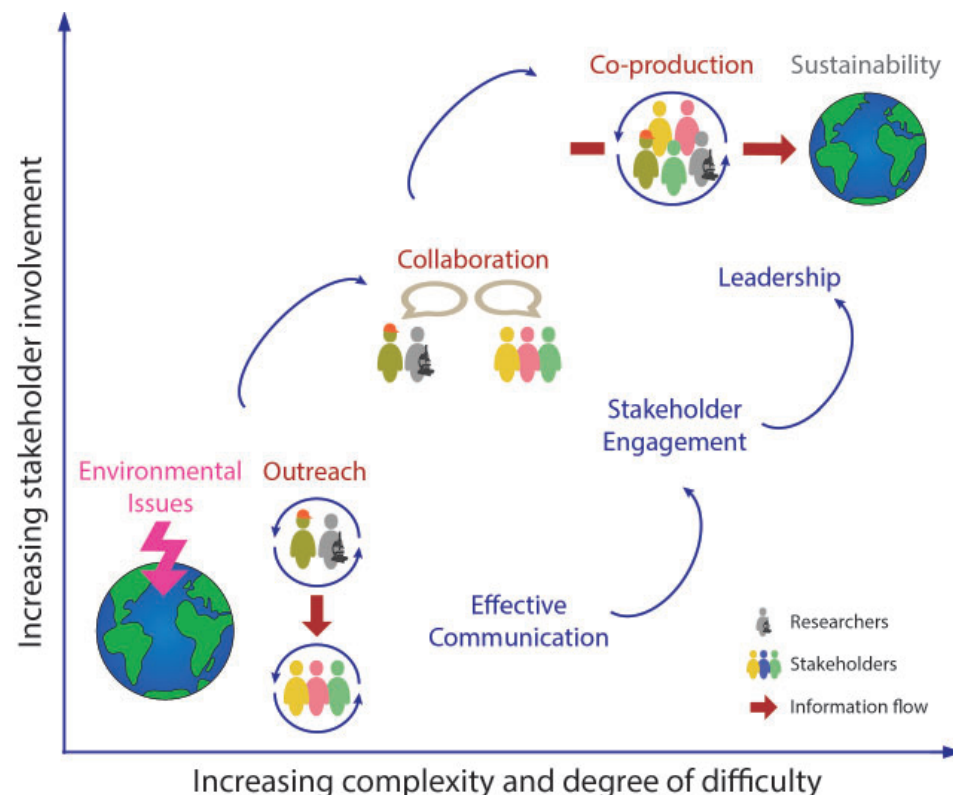 Co-production
Sustainability
Increasing stakeholder involvement
Collaboration
Leadership
Stakeholder
Engagement
Environmental
Issues
Outreach
Effective
Communication
Researchers
Stakeholders
Information flow
Increasing complexity and degree of difficulty